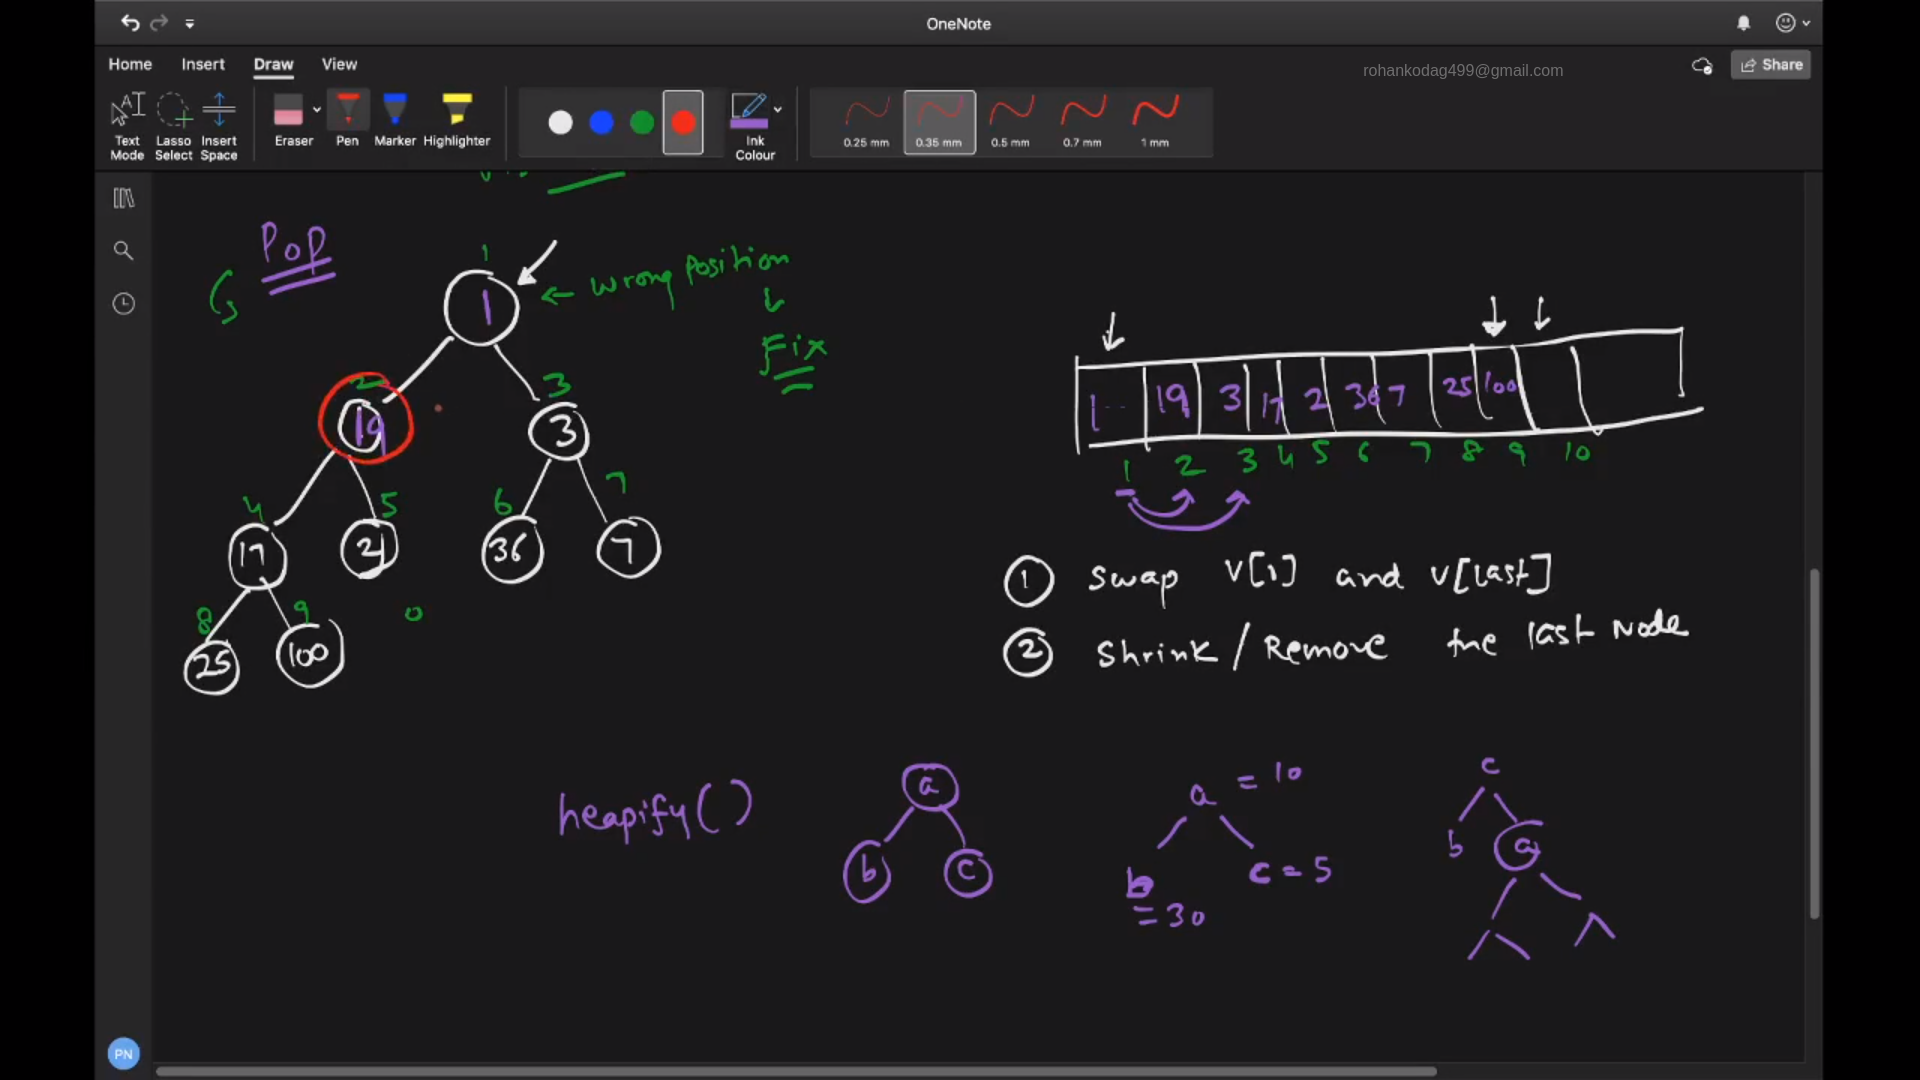 OneNote
Home Insert Draw View
rohankodag499@gmail.com
Share
Text Mode
Lasso Select
Insert Space
Eraser
Pen
Marker
Highlighter
Ink Colour
0.25 mm
0.35 mm
0.5 mm
0.7 mm
1 mm
Pop
1
1
← wrong position
Fix
2
19
3
3
4
17
5
6
36
7
7
8
25
9
100
0
1 19 3 17 2 36 7 25 100
1 2 3 4 5 6 7 8 9 10
1 Swap V[1] and V[last]
2 Shrink / Remove the last Node
heapify()
a
b c
a = 10
b = 30
c = 5
c
b a
PN